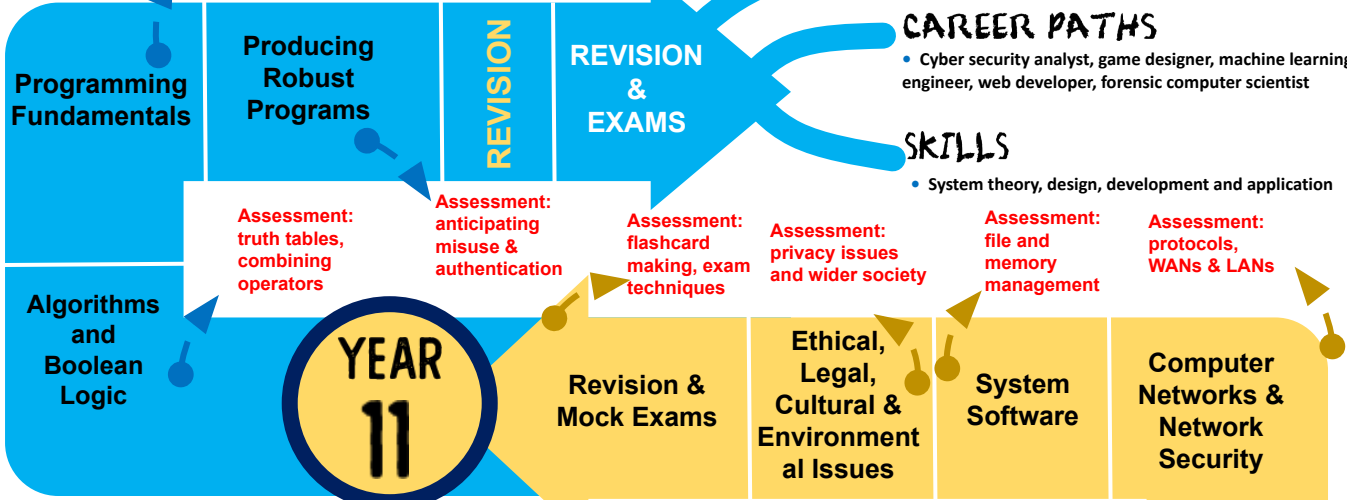 Programming
Fundamentals
Producing
Robust
Programs
REVISION
REVISION
&
EXAMS
CAREER PATHS
• Cyber security analyst, game designer, machine learning
engineer, web developer, forensic computer scientist
SKILLS
• System theory, design, development and application
Assessment:
truth tables,
combining
operators
Assessment:
anticipating
misuse &
authentication
Assessment:
flashcard
making, exam
techniques
Assessment:
privacy issues
and wider society
Assessment:
file and
memory
management
Assessment:
protocols,
WANs & LANs
Algorithms
and
Boolean
Logic
YEAR
11
Revision &
Mock Exams
Ethical,
Legal,
Cultural &
Environment
al Issues
System
Software
Computer
Networks &
Network
Security